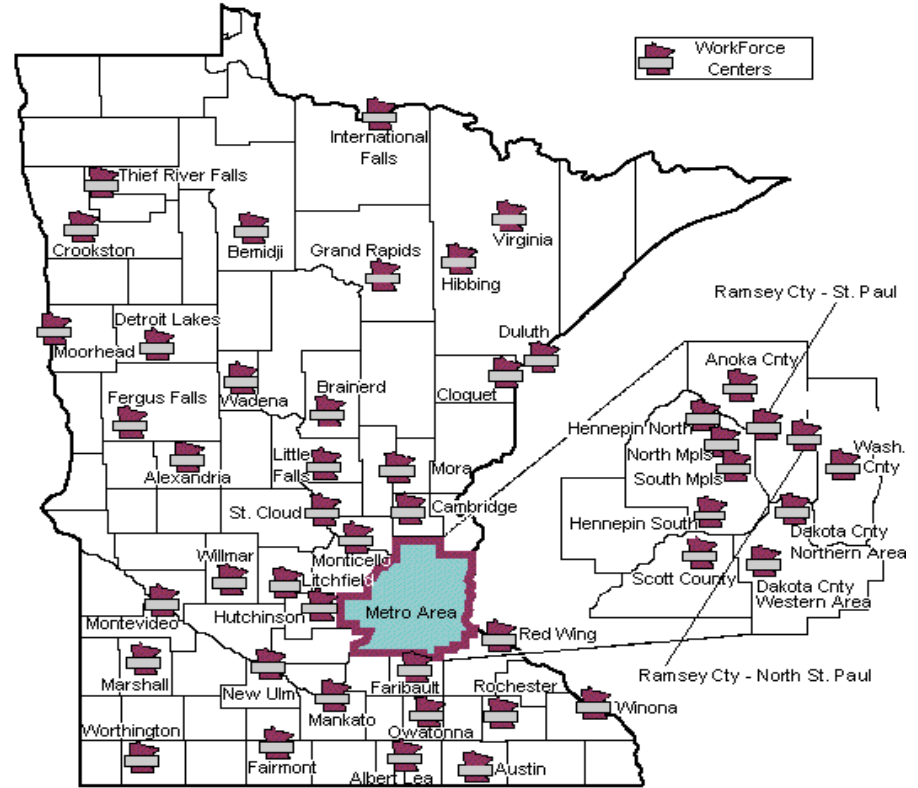 WorkForce
Centers
International
Falls
Thief River Falls
Crookston
Bemidji
Grand Rapids
Virginia
Hibbing
Ramsey Cty - St. Paul
Detroit Lakes
Moorhead
Duluth
Cloquet
Anoka Cnty
Wadena
Brainerd
Fergus Falls
Hennepin North
North Mpls
Wash.
Cnty
South Mpls
Alexandria
Little
Falls
Mora
St. Cloud
Cambridge
Hennepin South
Dakota Cnty
Northern Area
Monticello
Willmar
Litchfield
Scott County
Dakota Cnty
Western Area
Hutchinson
Metro Area
Montevideo
Red Wing
Ramsey Cty - North St. Paul
Marshall
New Ulm
Faribault
Rochester
Mankato
Winona
Worthington
Owatonna
Fairmont
Albert Lea
Austin